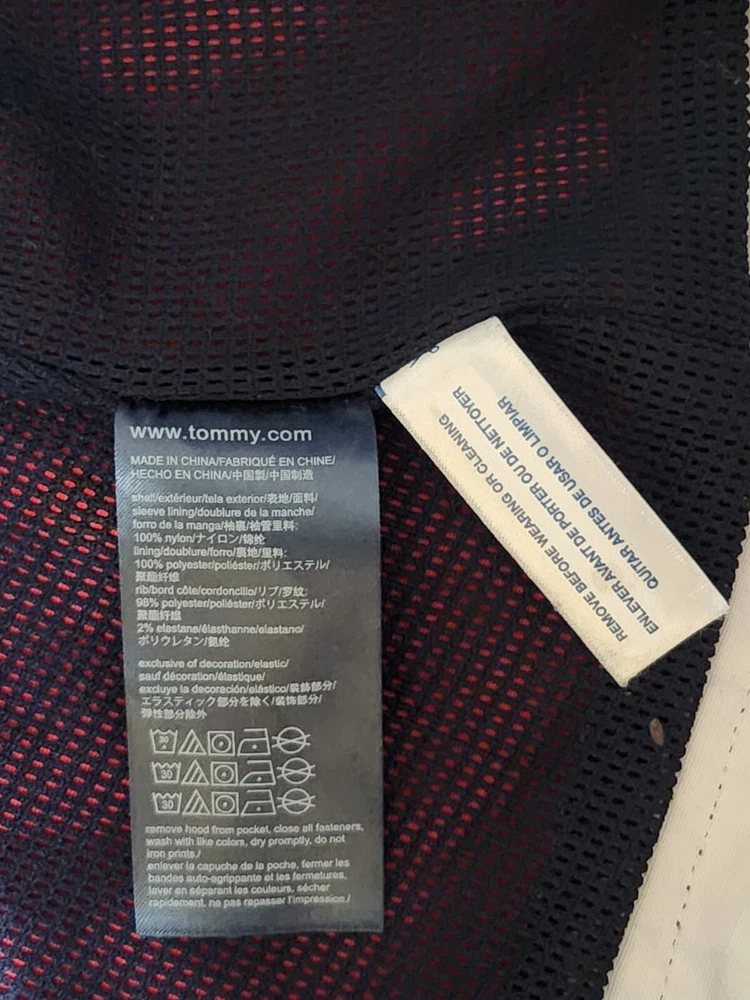 www.tommy.com
MADE IN CHINA/FABRIQUÉ EN CHINE/
HECHO EN CHINA/中国製/中国制造
shell/extérieur/tela exterior/表地/面料/
sleeve lining/doublure de la manche/
forro de la manga/袖裏/袖管里料:
100% nylon/ナイロン/锦纶
lining/doublure/forro/裏地/里料:
100% polyester/poliéster/ポリエステル/
聚酯纤维
rib/bord côte/cordoncillo/リブ/罗纹:
98% polyester/poliéster/ポリエステル/
聚酯纤维
2% elastane/élasthanne/elastano/
ポリウレタン/氨纶
exclusive of decoration/elastic/
sauf décoration/élastique/
excluye la decoración/elástico/装飾部分/
エラスティック部分を除く/装饰部分/
弹性部分除外
30
30
30
remove hood from pocket, close all fasteners,
wash with like colors, dry promptly, do not
iron prints./
enlever la capuche de la poche, fermer les
bandes auto-agrippante et les fermetures,
laver en séparant les couleurs, sécher
rapidement, ne pas repasser l'impression./
REMOVE BEFORE WEARING OR CLEANING
ENLEVER AVANT DE PORTER OU DE NETTOYER
QUITAR ANTES DE USAR O LIMPIAR